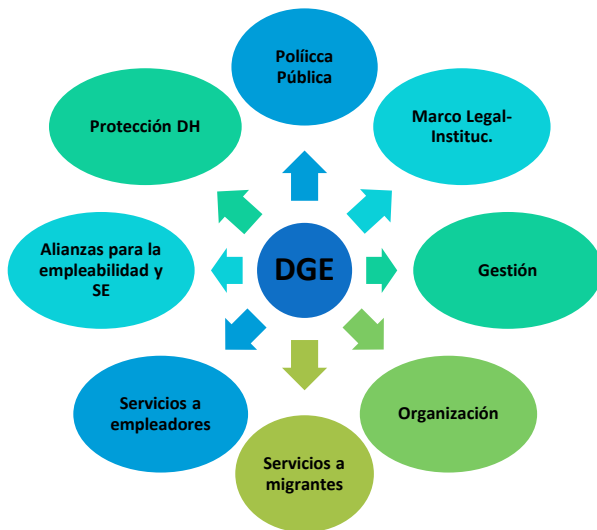 Políicca
Pública
Marco Legal-
Instituc.
Protección DH
Alianzas para la
empleabilidad y
SE
DGE
Gestión
Servicios a
empleadores
Organización
Servicios a
migrantes